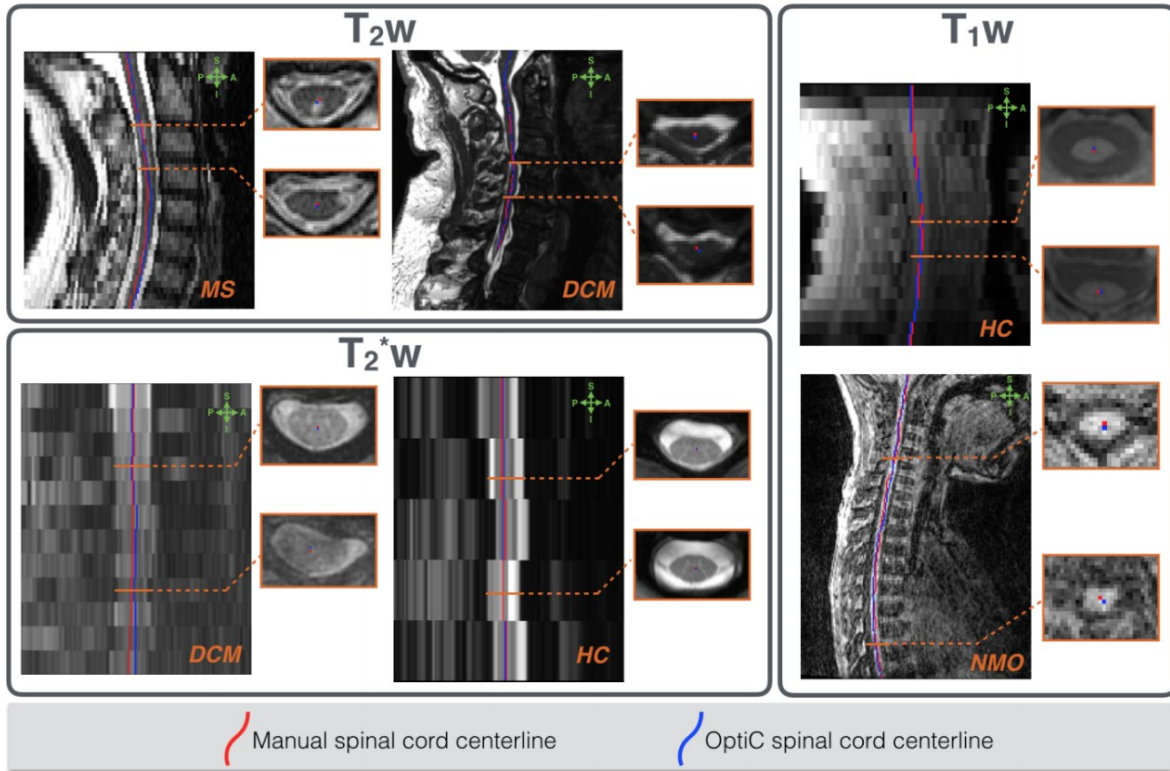 T₂w
S
P A
I
MS
S
P A
I
DCM
T₂*w
S
P A
I
DCM
S
P A
I
HC
T₁w
S
P A
I
HC
S
P A
I
NMO
Manual spinal cord centerline
OptiC spinal cord centerline